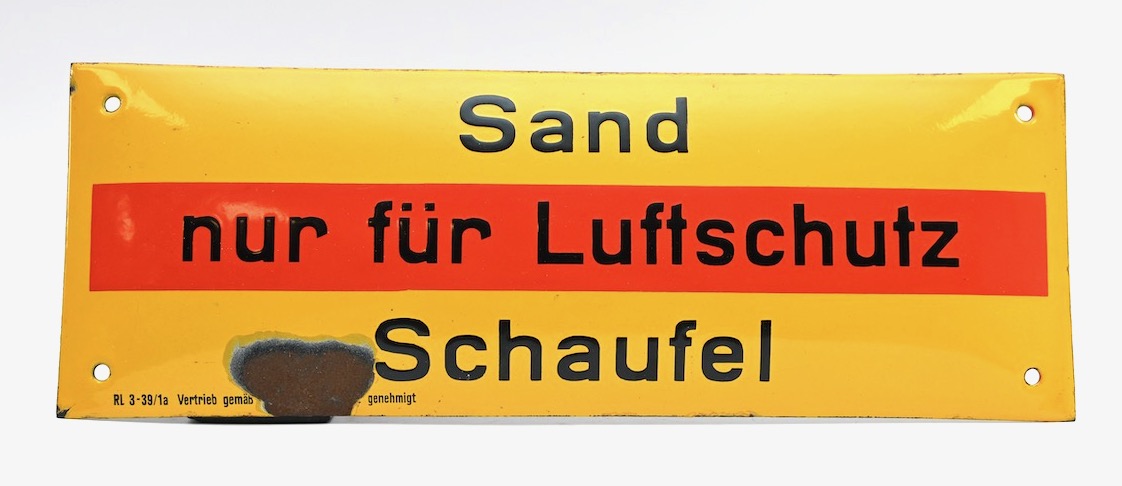 Sand
nur für Luftschutz
Schaufel
RL 3-39/1a Vertrieb gemäß genehmigt